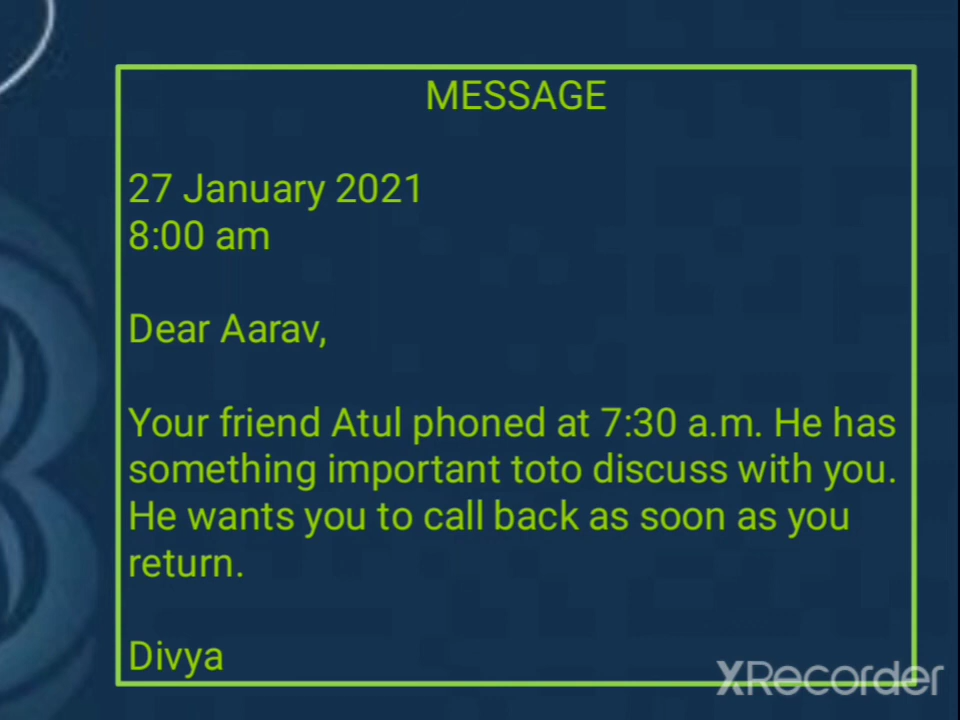 MESSAGE
27 January 2021
8:00 am
Dear Aarav,
Your friend Atul phoned at 7:30 a.m. He has
something important toto discuss with you.
He wants you to call back as soon as you
return.
Divya
XRecorder